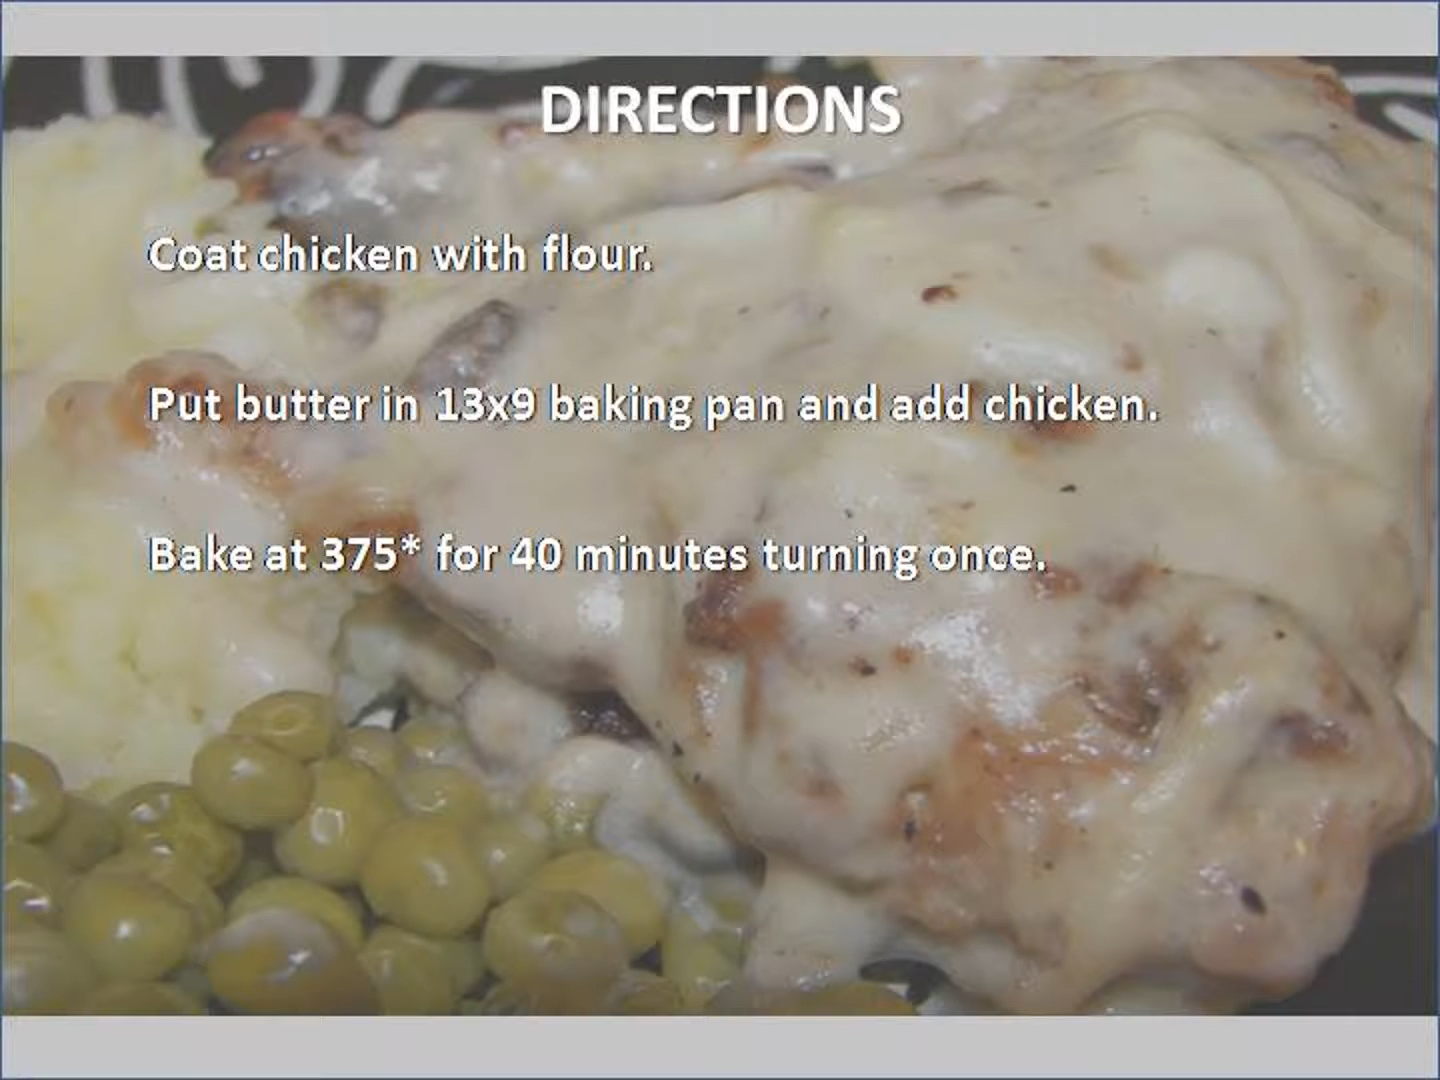 DIRECTIONS
Coat chicken with flour.
Put butter in 13x9 baking pan and add chicken.
Bake at 375* for 40 minutes turning once.